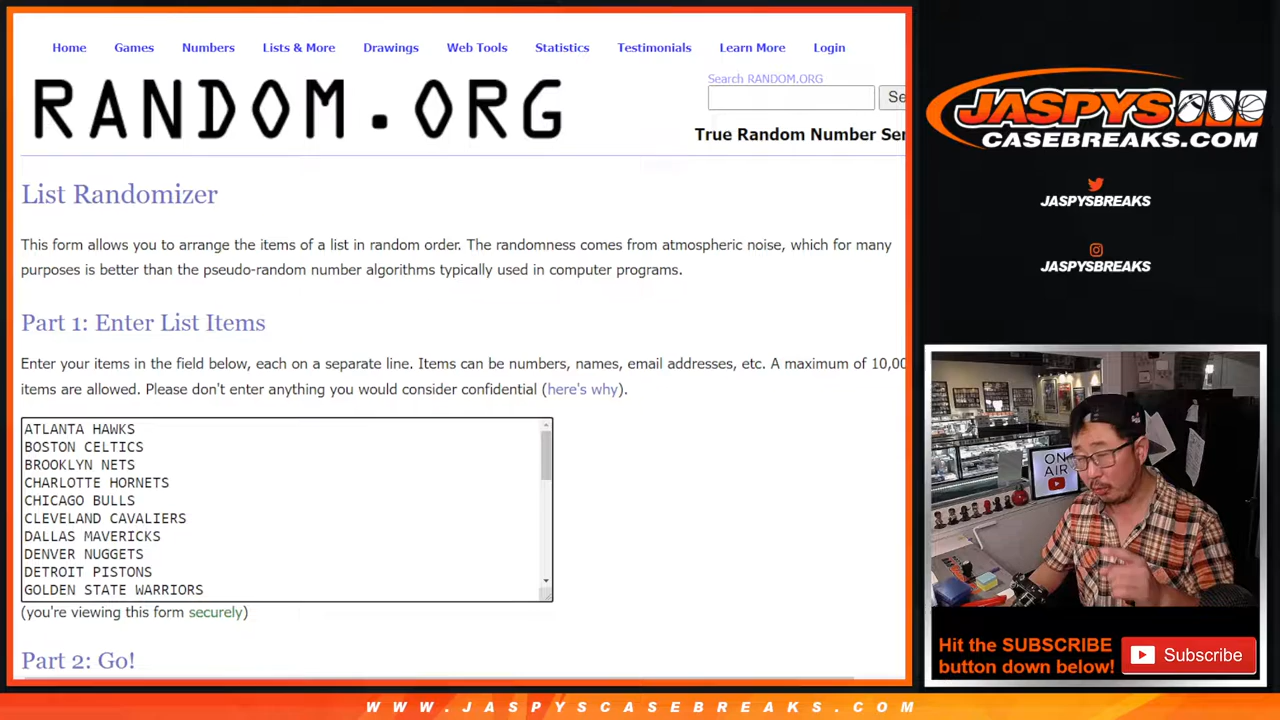 Home Games Numbers Lists & More Drawings Web Tools Statistics Testimonials Learn More Login
RANDOM.ORG
Search RANDOM.ORG
Se
True Random Number Ser
List Randomizer
This form allows you to arrange the items of a list in random order. The randomness comes from atmospheric noise, which for many
purposes is better than the pseudo-random number algorithms typically used in computer programs.
Part 1: Enter List Items
Enter your items in the field below, each on a separate line. Items can be numbers, names, email addresses, etc. A maximum of 10,00
items are allowed. Please don't enter anything you would consider confidential (here's why).
ATLANTA HAWKS
BOSTON CELTICS
BROOKLYN NETS
CHARLOTTE HORNETS
CHICAGO BULLS
CLEVELAND CAVALIERS
DALLAS MAVERICKS
DENVER NUGGETS
DETROIT PISTONS
GOLDEN STATE WARRIORS
(you're viewing this form securely)
Part 2: Go!
JASPYS
CASEBREAKS.COM
JASPYSBREAKS
JASPYSBREAKS
ON
AIR
Hit the SUBSCRIBE
button down below!
Subscribe
WWW.JASPYSCASEBREAKS.COM